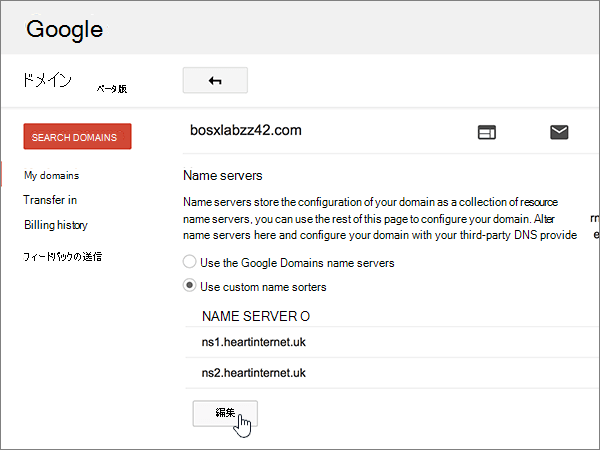 Google
ドメイン ベータ版
SEARCH DOMAINS
bosxlabzz42.com
My domains
Transfer in
Billing history
フィードバックの送信
Name servers
Name servers store the configuration of your domain as a collection of resource rn
name servers, you can use the rest of this page to configure your domain. Alter
name servers here and configure your domain with your third-party DNS provide e
Use the Google Domains name servers
Use custom name sorters
NAME SERVER O
ns1.heartinternet.uk
ns2.heartinternet.uk
編集